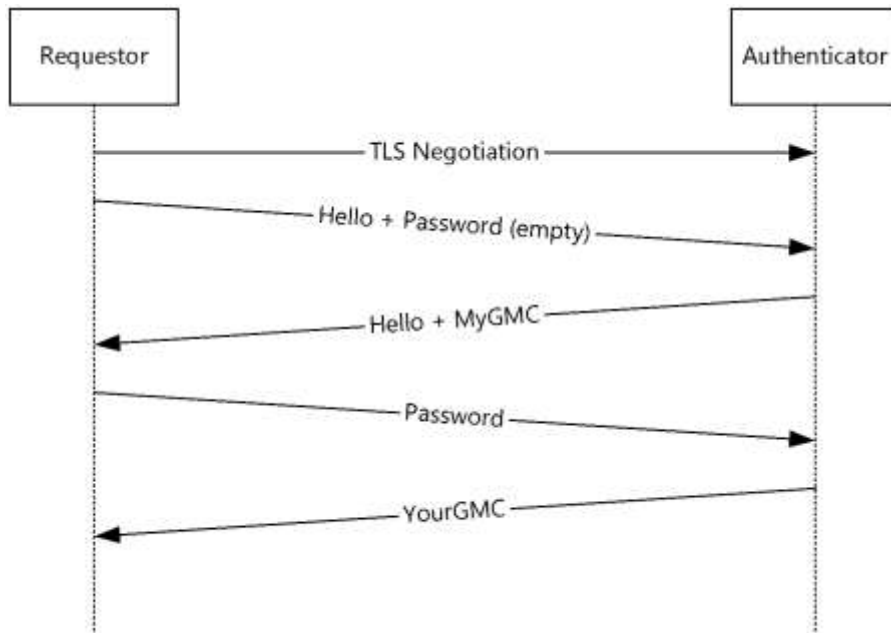 Requestor
Authenticator
TLS Negotiation
Hello + Password (empty)
Hello + MyGMC
Password
YourGMC